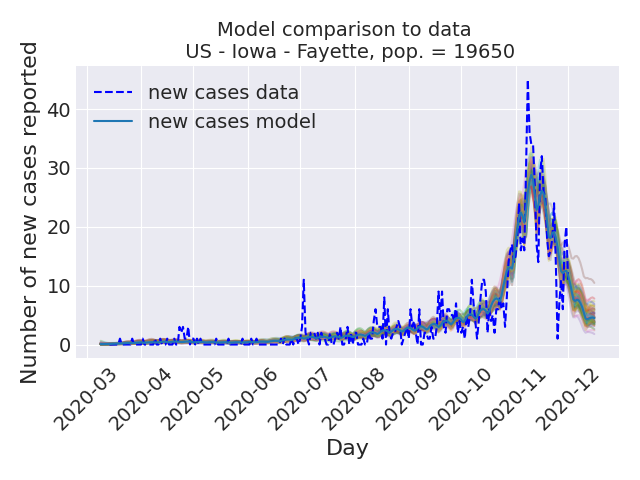 Model comparison to data
US - Iowa - Fayette, pop. = 19650
Number of new cases reported
new cases data
new cases model
40
30
20
10
0
2020-03
2020-04
2020-05
2020-06
2020-07
2020-08
2020-09
2020-10
2020-11
2020-12
Day